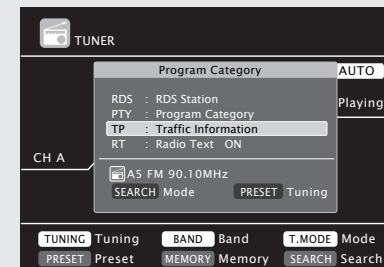 TUNER
Program Category
AUTO
RDS : RDS Station
PTY : Program Category
Playing
TP : Traffic Information
RT : Radio Text ON
CH A
A5 FM 90.10MHz
SEARCH Mode PRESET Tuning
TUNING Tuning BAND Band T.MODE Mode
PRESET Preset MEMORY Memory SEARCH Search